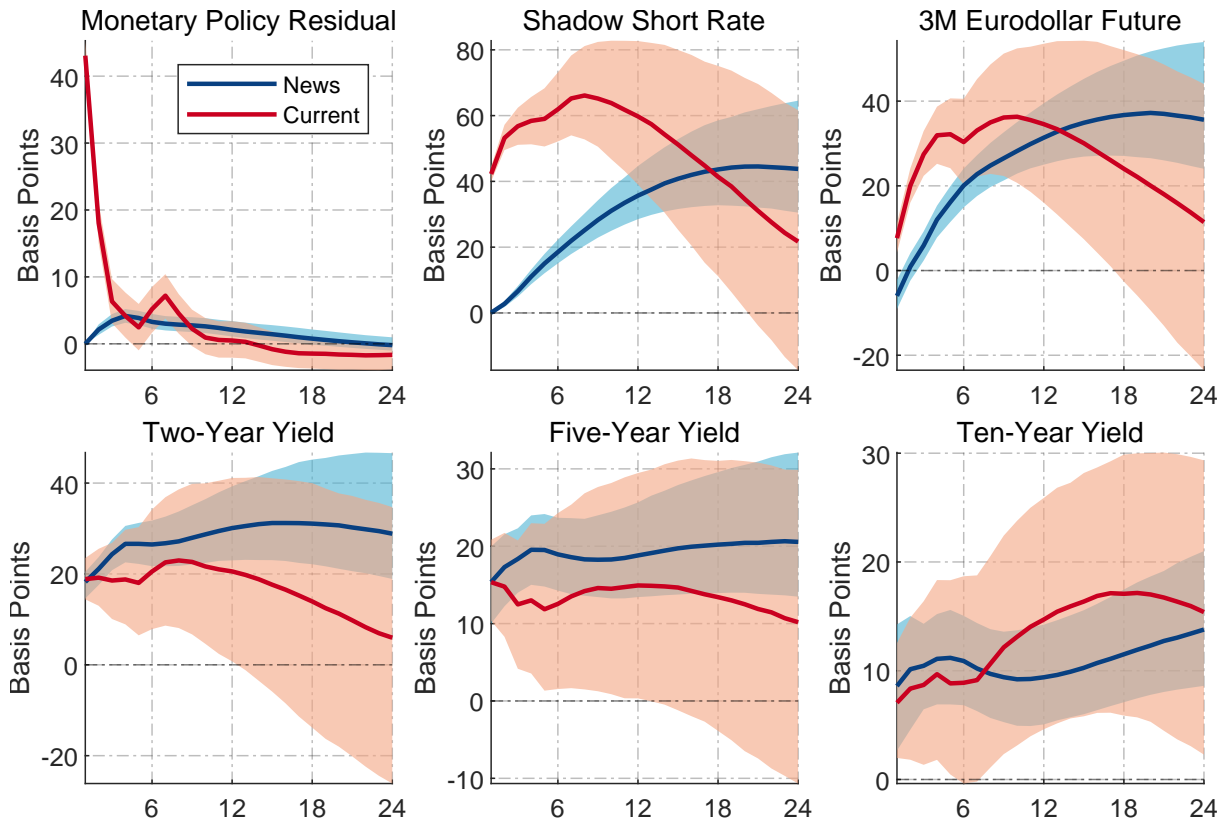 Monetary Policy Residual
Basis Points
40
30
20
10
0
6 12 18 24
News
Current
Shadow Short Rate
Basis Points
80
60
40
20
0
6 12 18 24
3M Eurodollar Future
Basis Points
40
20
0
-20
6 12 18 24
Two-Year Yield
Basis Points
40
20
0
-20
6 12 18 24
Five-Year Yield
Basis Points
30
20
10
0
-10
6 12 18 24
Ten-Year Yield
Basis Points
30
20
10
0
6 12 18 24